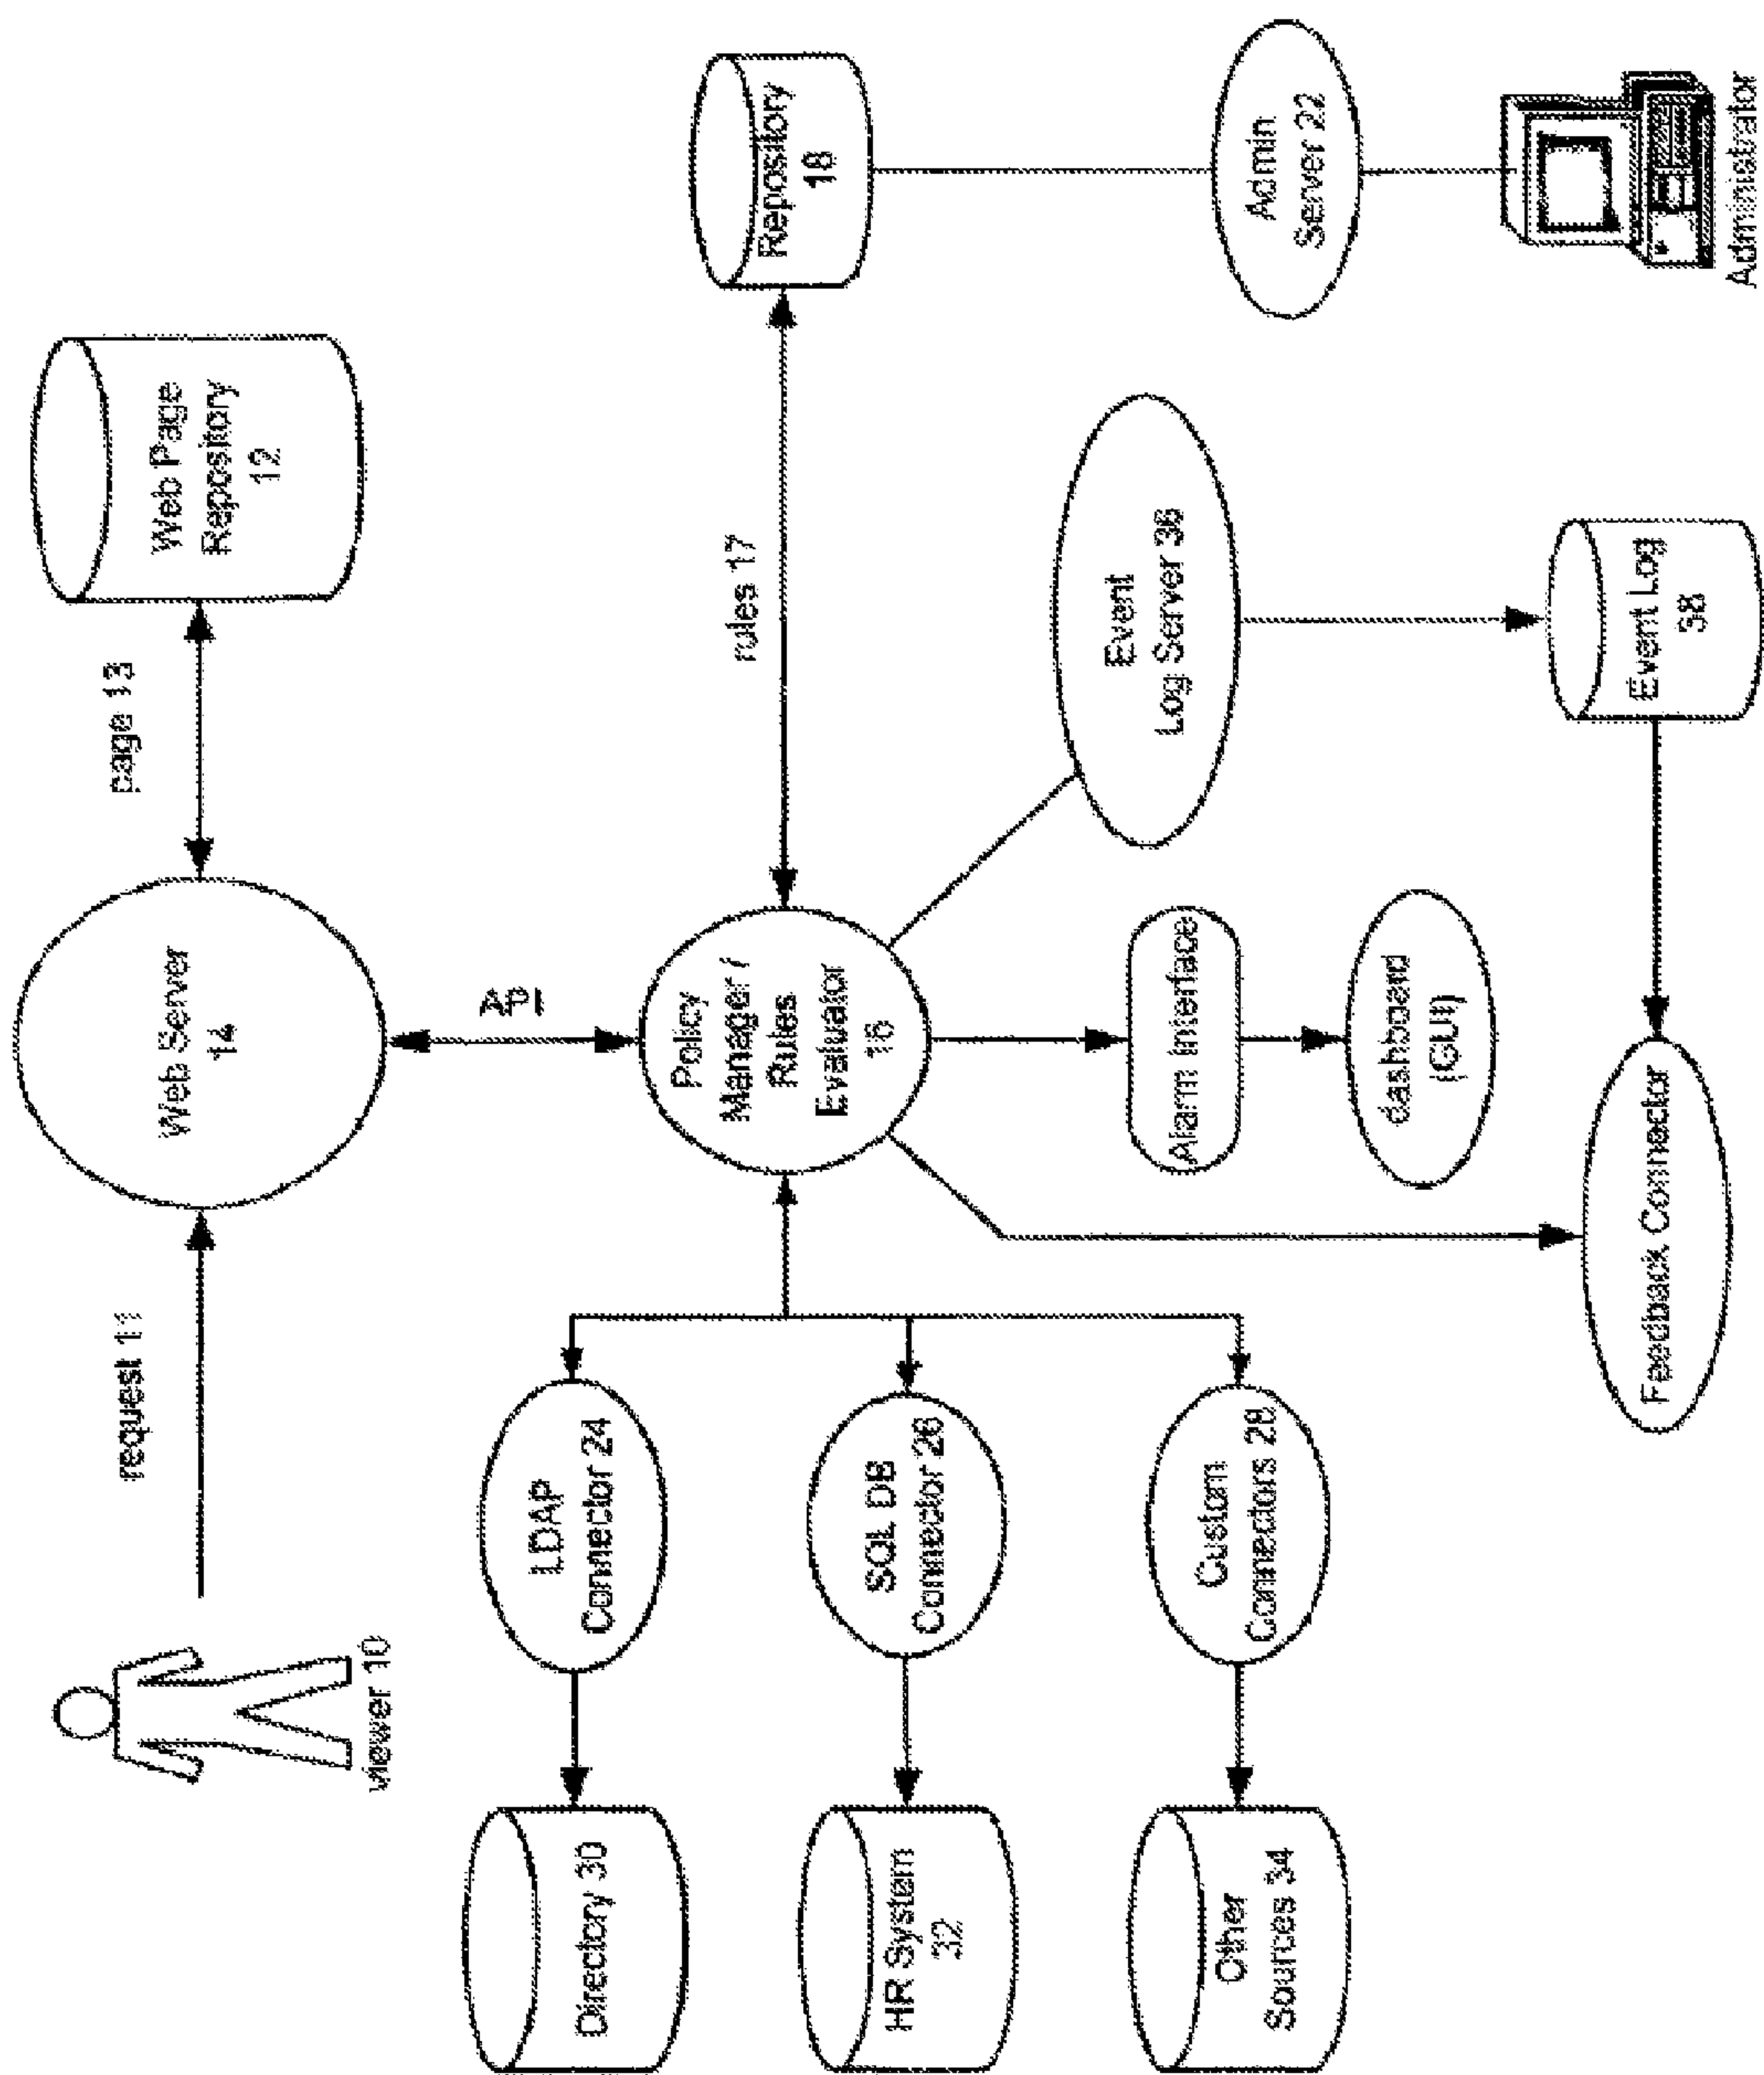 viewer 10
request 11
Web Server
14
page 13
Web Page
Repository
12
API
Directory 30
LDAP
Connector 24
HR System
32
SQL DB
Connector 26
Other
Sources 34
Custom
Connectors 28
Policy
Manager /
Rules
Evaluator
16
rules 17
Repository
18
Alarm Interface
dashboard
(GUI)
Event
Log Server 36
Admin
Server 22
Feedback Connector
Event Log
38
Administrator